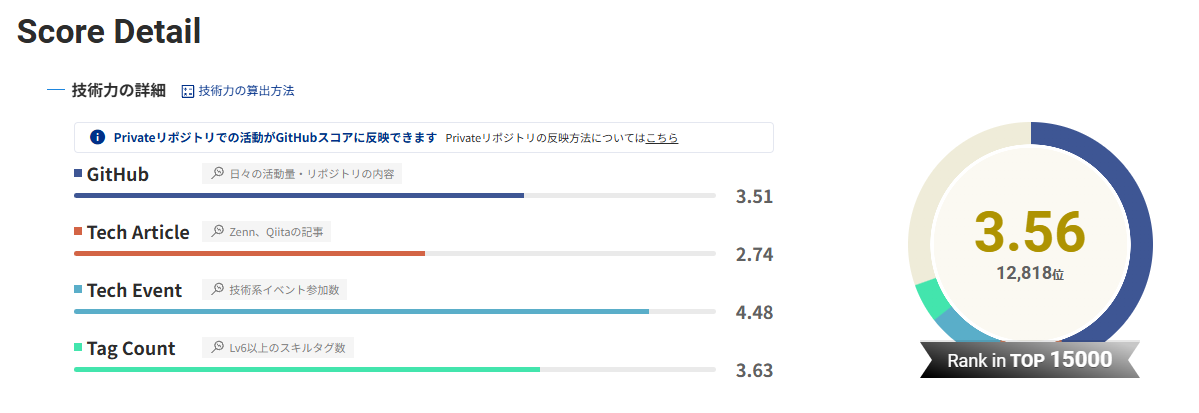 Score Detail
技術力の詳細 技術力の算出方法
Privateリポジトリでの活動がGitHubスコアに反映できます Privateリポジトリの反映方法についてはこちら
GitHub 日々の活動量・リポジトリの内容
3.51
Tech Article Zenn、Qiitaの記事
2.74
Tech Event 技術系イベント参加数
4.48
Tag Count Lv6以上のスキルタグ数
3.63
3.56
12,818位
Rank in TOP 15000